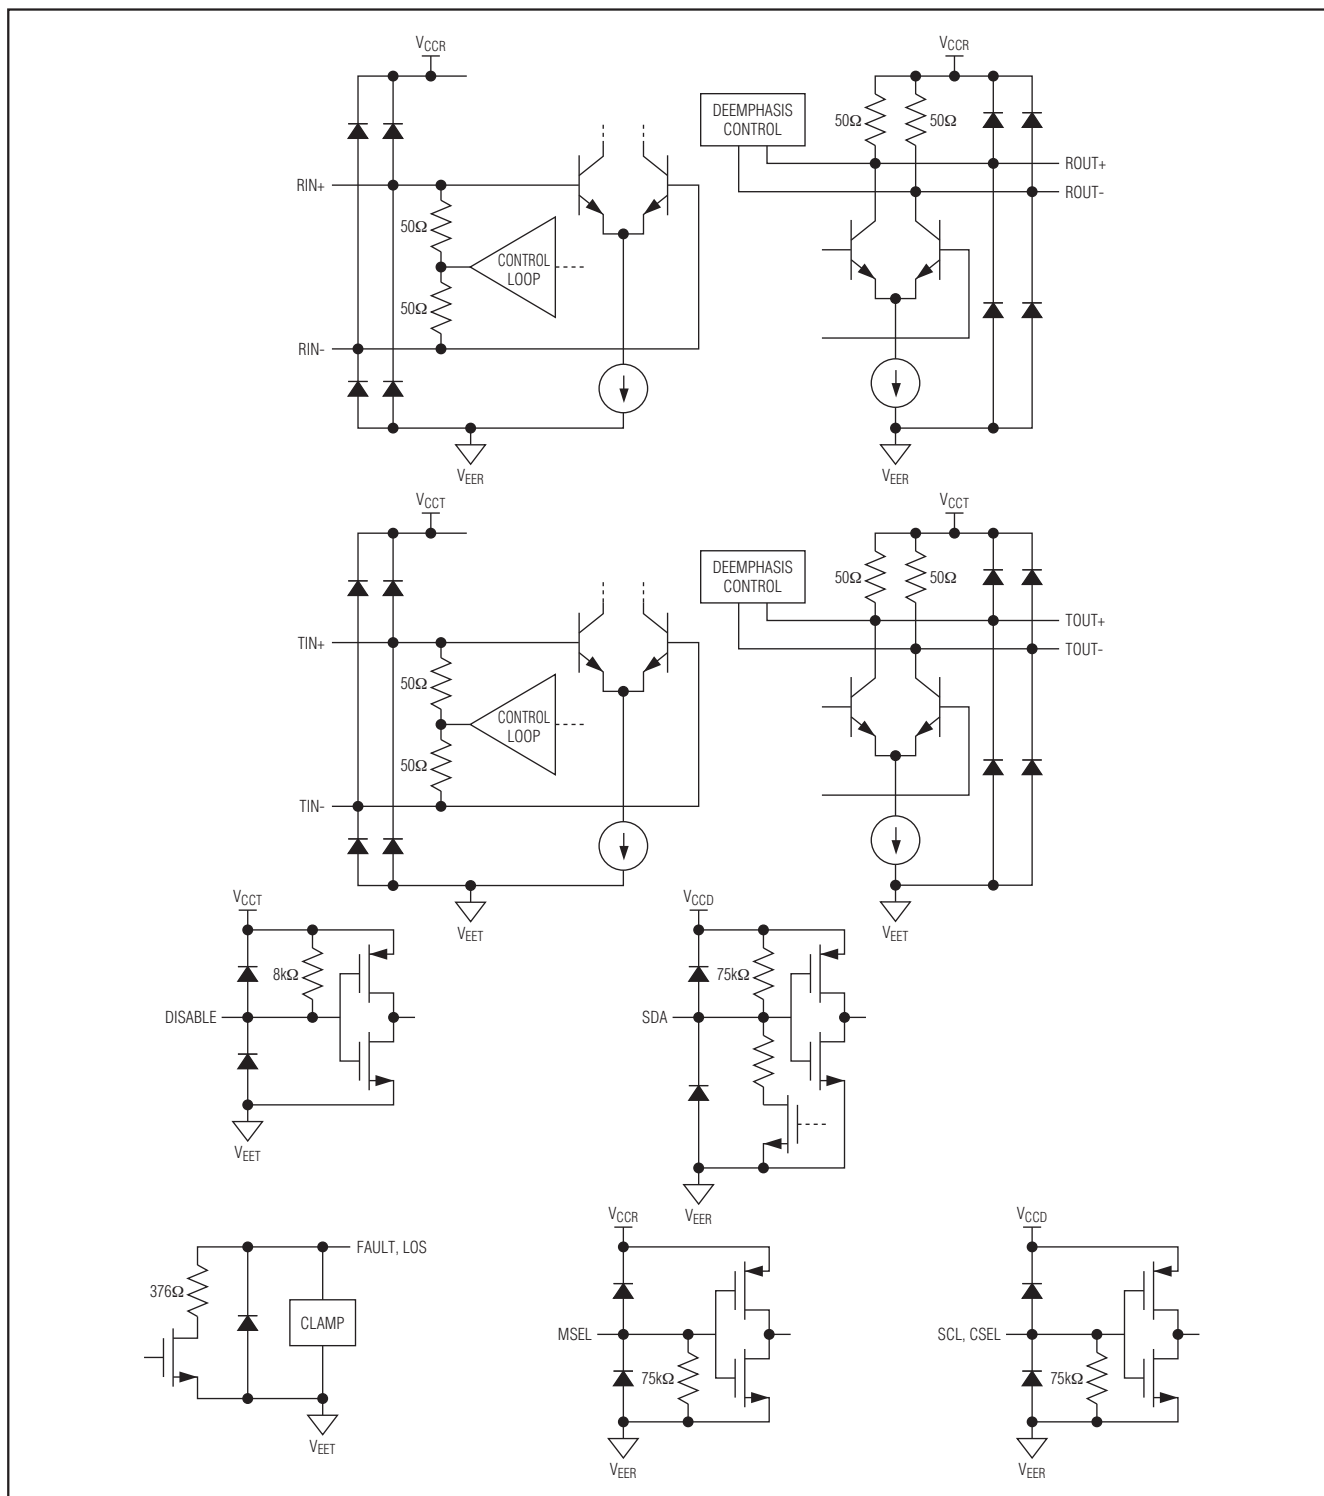 VCCR
VCCR
DEEMPHASIS
CONTROL
50Ω
50Ω
ROUT+
RIN+
ROUT-
50Ω
CONTROL
LOOP
50Ω
RIN-
VEER
VEER
VCCT
VCCT
DEEMPHASIS
CONTROL
50Ω
50Ω
TOUT+
TIN+
TOUT-
50Ω
CONTROL
LOOP
50Ω
TIN-
VEET
VEET
VCCT
8kΩ
DISABLE
VEET
VCCD
75kΩ
SDA
VEER
FAULT, LOS
376Ω
CLAMP
VEET
VCCR
MSEL
75kΩ
VEER
VCCD
SCL, CSEL
75kΩ
VEER